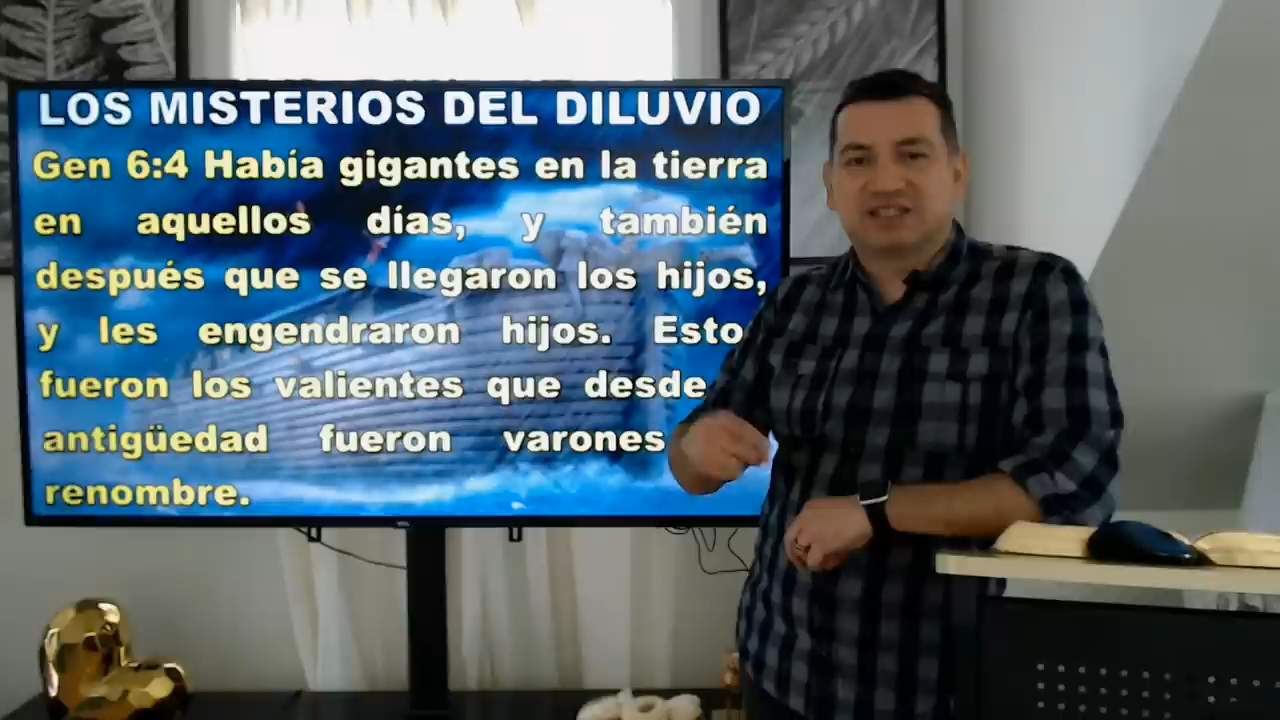 LOS MISTERIOS DEL DILUVIO
Gen 6:4 Había gigantes en la tierra
en aquellos días, y también
después que se llegaron los hijos,
y les engendraron hijos. Esto
fueron los valientes que desde
antigüedad fueron varones
renombre.